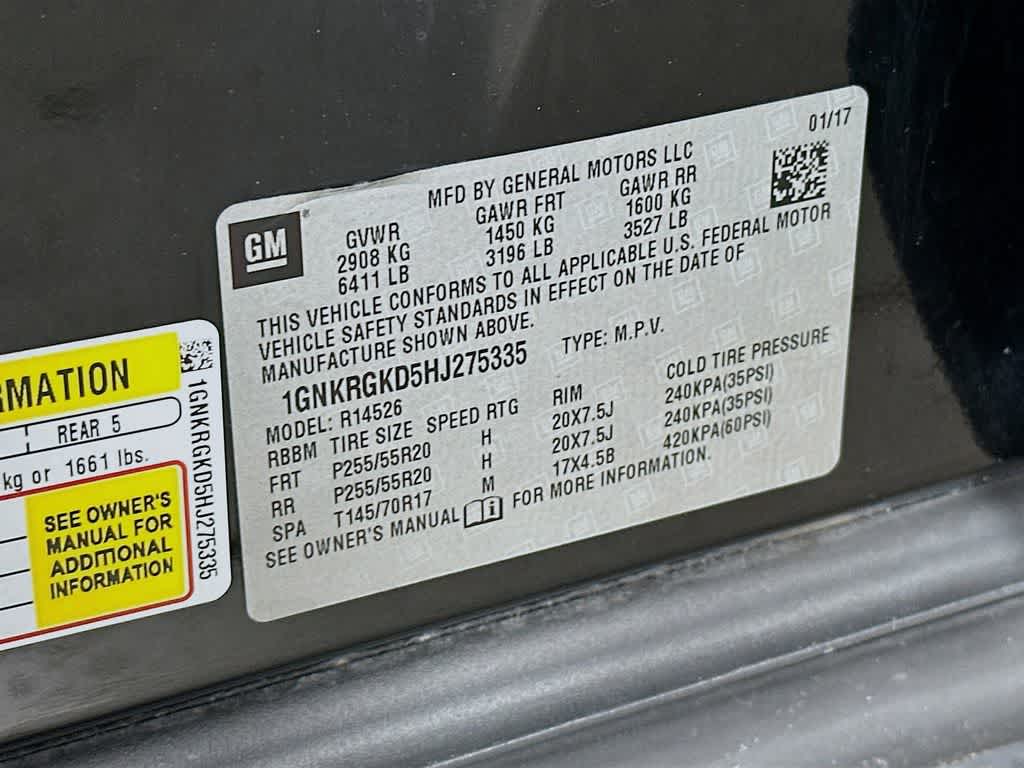 01/17
MFD BY GENERAL MOTORS LLC
GM
GVWR GAWR FRT GAWR RR
2908 KG 1450 KG 1600 KG
6411 LB 3196 LB 3527 LB
THIS VEHICLE CONFORMS TO ALL APPLICABLE U.S. FEDERAL MOTOR
VEHICLE SAFETY STANDARDS IN EFFECT ON THE DATE OF
MANUFACTURE SHOWN ABOVE.
1GNKRGKD5HJ275335 TYPE: M.P.V.
MODEL: R14526
RBBM TIRE SIZE SPEED RTG RIM COLD TIRE PRESSURE
FRT P255/55R20 H 20X7.5J 240KPA(35PSI)
RR P255/55R20 H 20X7.5J 240KPA(35PSI)
SPA T145/70R17 M 17X4.5B 420KPA(60PSI)
SEE OWNER'S MANUAL FOR MORE INFORMATION.
RMATION
REAR 5
kg or 1661 lbs.
SEE OWNER'S
MANUAL FOR
ADDITIONAL
INFORMATION
1GNKRGKD5HJ275335